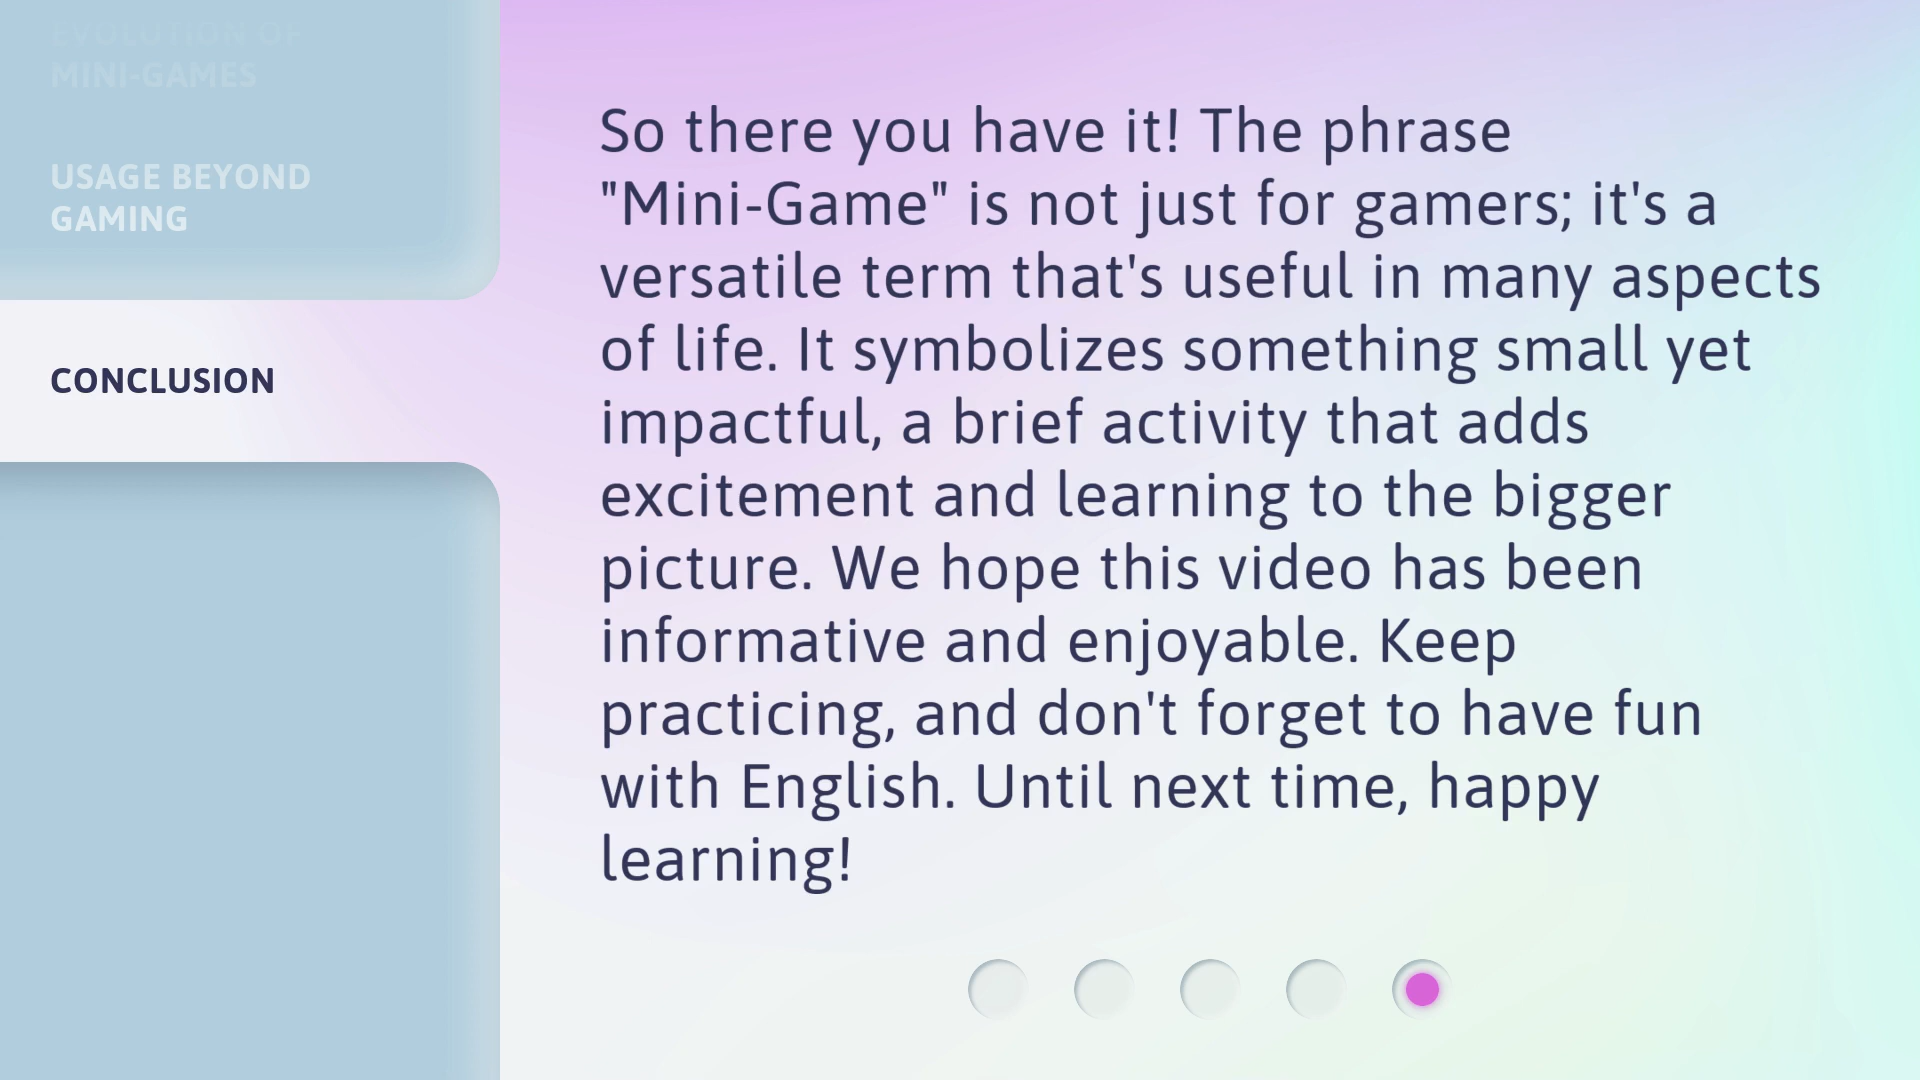 EVOLUTION OF
MINI-GAMES
USAGE BEYOND
GAMING
CONCLUSION
So there you have it! The phrase
"Mini-Game" is not just for gamers; it's a
versatile term that's useful in many aspects
of life. It symbolizes something small yet
impactful, a brief activity that adds
excitement and learning to the bigger
picture. We hope this video has been
informative and enjoyable. Keep
practicing, and don't forget to have fun
with English. Until next time, happy
learning!